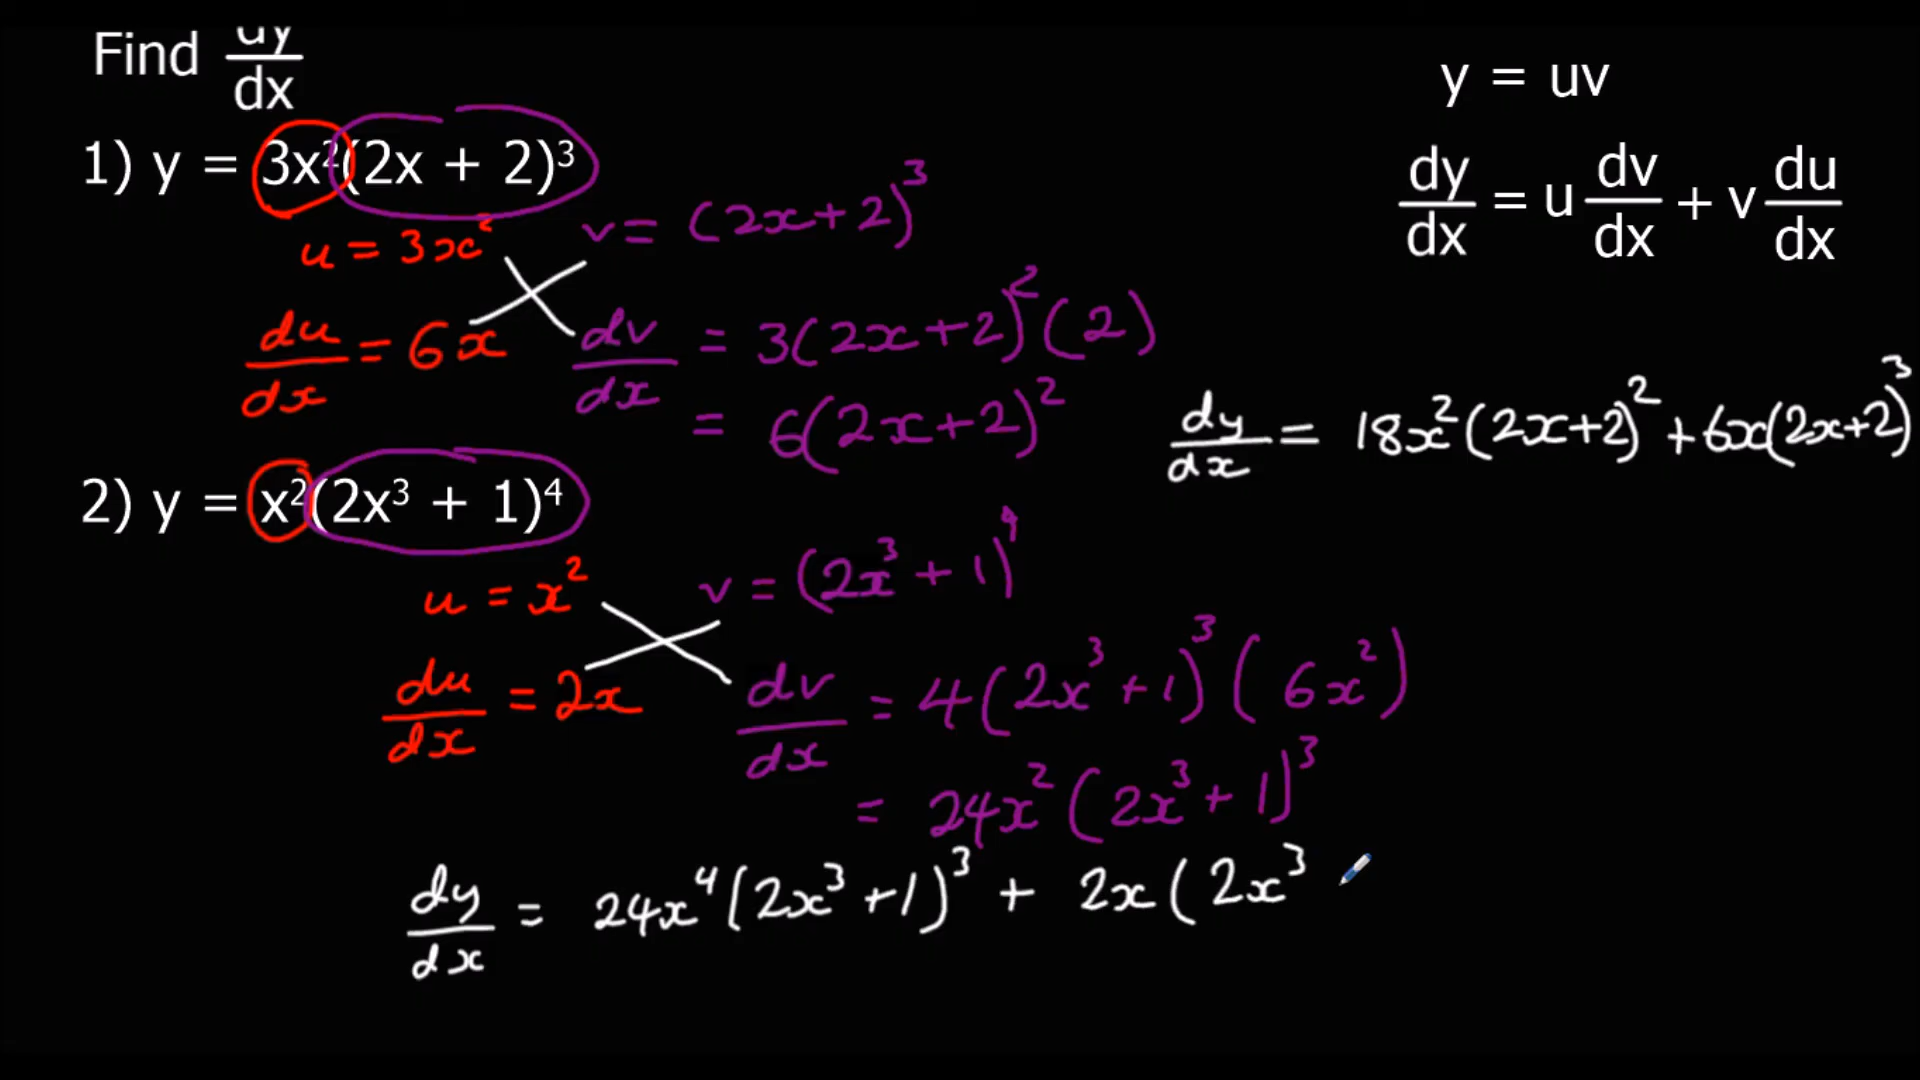 Find dy/dx
y = uv
dy/dx = u dv/dx + v du/dx
1) y = 3x²(2x + 2)³
u = 3x²
v = (2x+2)³
du/dx = 6x
dv/dx = 3(2x+2)²(2)
= 6(2x+2)²
dy/dx = 18x²(2x+2)² + 6x(2x+2)³
2) y = x²(2x³ + 1)⁴
u = x²
v = (2x³ + 1)⁴
du/dx = 2x
dv/dx = 4(2x³+1)³(6x²)
= 24x²(2x³+1)³
dy/dx = 24x⁴(2x³+1)³ + 2x(2x³